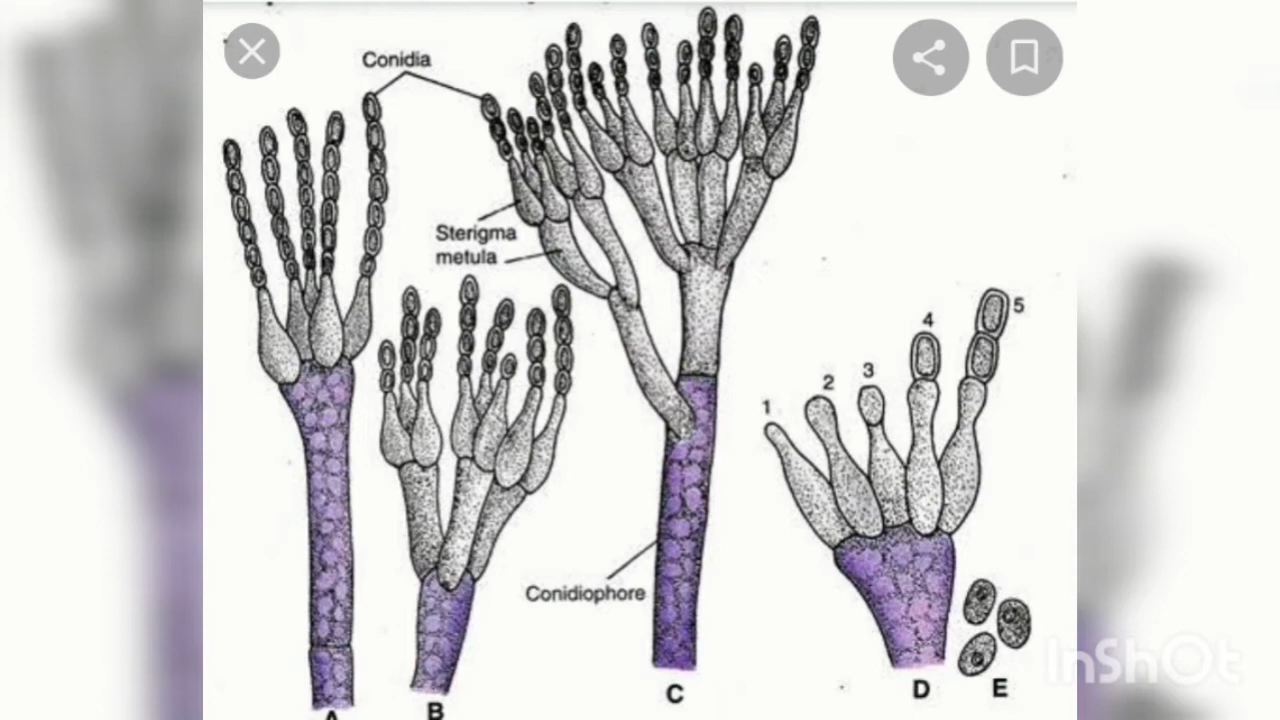 Conidia
Sterigma
metula
Conidiophore
1
2
3
4
5
A
B
C
D
E
InShOt